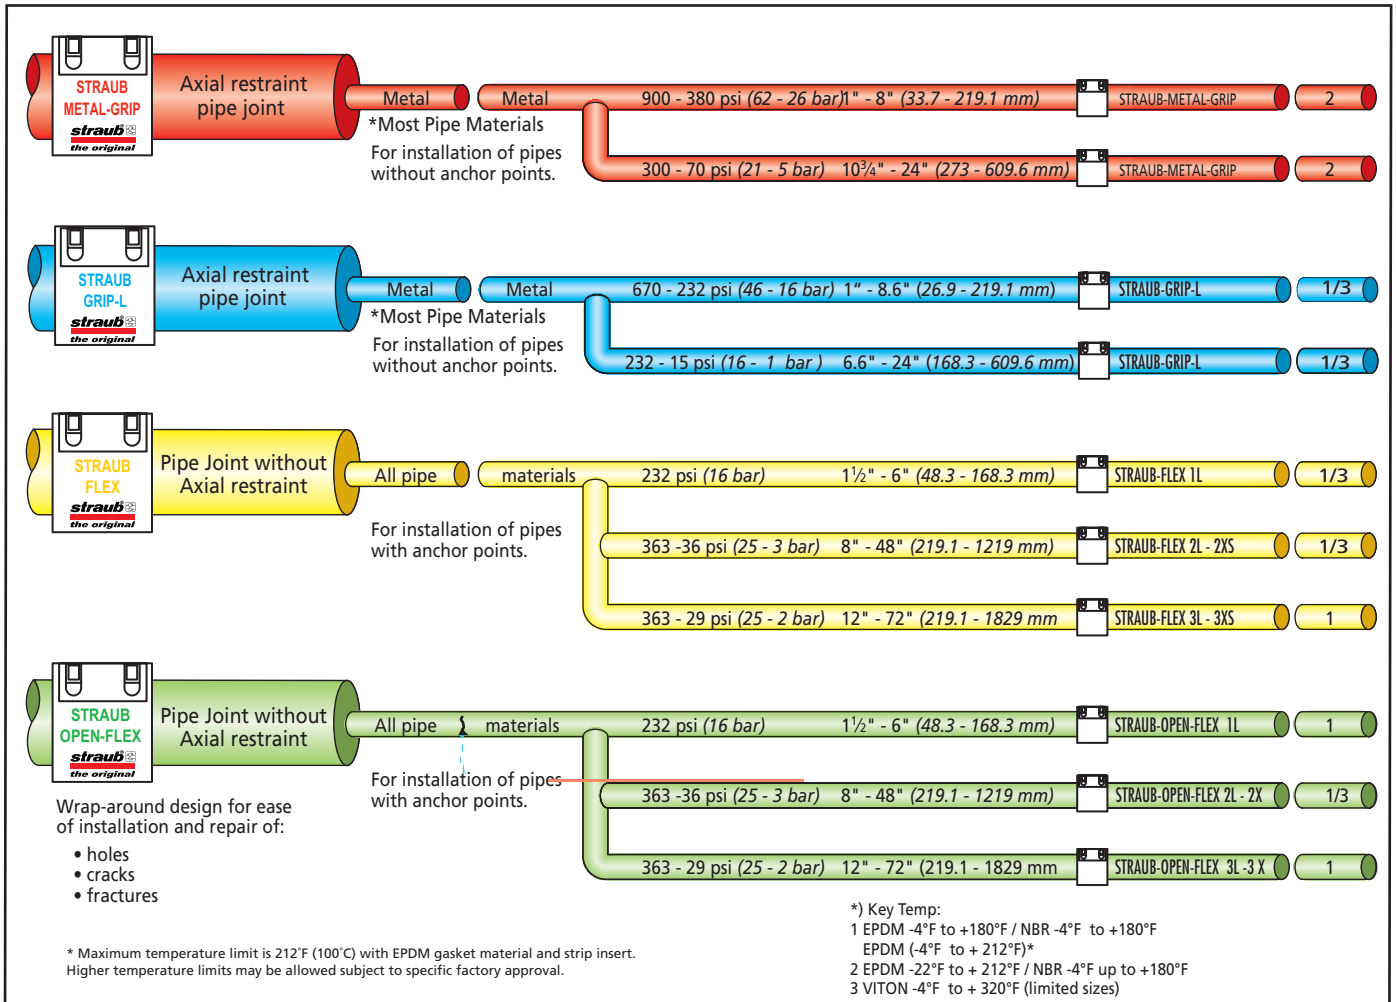 STRAUB
METAL-GRIP
straub
the original
Axial restraint
pipe joint
Metal
*Most Pipe Materials
For installation of pipes
without anchor points.
Metal
900 - 380 psi (62 - 26 bar) 1" - 8" (33.7 - 219.1 mm)
STRAUB-METAL-GRIP
2
300 - 70 psi (21 - 5 bar) 10¾" - 24" (273 - 609.6 mm)
STRAUB-METAL-GRIP
2
STRAUB
GRIP-L
straub
the original
Axial restraint
pipe joint
Metal
*Most Pipe Materials
For installation of pipes
without anchor points.
Metal
670 - 232 psi (46 - 16 bar) 1“ - 8.6" (26.9 - 219.1 mm)
STRAUB-GRIP-L
1/3
232 - 15 psi (16 - 1 bar ) 6.6" - 24" (168.3 - 609.6 mm)
STRAUB-GRIP-L
1/3
STRAUB
FLEX
straub
the original
Pipe Joint without
Axial restraint
All pipe
materials
For installation of pipes
with anchor points.
232 psi (16 bar) 1½" - 6" (48.3 - 168.3 mm)
STRAUB-FLEX 1L
1/3
363 -36 psi (25 - 3 bar) 8" - 48" (219.1 - 1219 mm)
STRAUB-FLEX 2L - 2XS
1/3
363 - 29 psi (25 - 2 bar) 12" - 72" (219.1 - 1829 mm
STRAUB-FLEX 3L - 3XS
1
STRAUB
OPEN-FLEX
straub
the original
Pipe Joint without
Axial restraint
All pipe
materials
For installation of pipes
with anchor points.
232 psi (16 bar) 1½" - 6" (48.3 - 168.3 mm)
STRAUB-OPEN-FLEX 1L
1
363 -36 psi (25 - 3 bar) 8" - 48" (219.1 - 1219 mm)
STRAUB-OPEN-FLEX 2L - 2X
1/3
363 - 29 psi (25 - 2 bar) 12" - 72" (219.1 - 1829 mm
STRAUB-OPEN-FLEX 3L -3 X
1
Wrap-around design for ease
of installation and repair of:
• holes
• cracks
• fractures
* Maximum temperature limit is 212°F (100°C) with EPDM gasket material and strip insert.
Higher temperature limits may be allowed subject to specific factory approval.
*) Key Temp:
1 EPDM -4°F to +180°F / NBR -4°F to +180°F
EPDM (-4°F to + 212°F)*
2 EPDM -22°F to + 212°F / NBR -4°F up to +180°F
3 VITON -4°F to + 320°F (limited sizes)